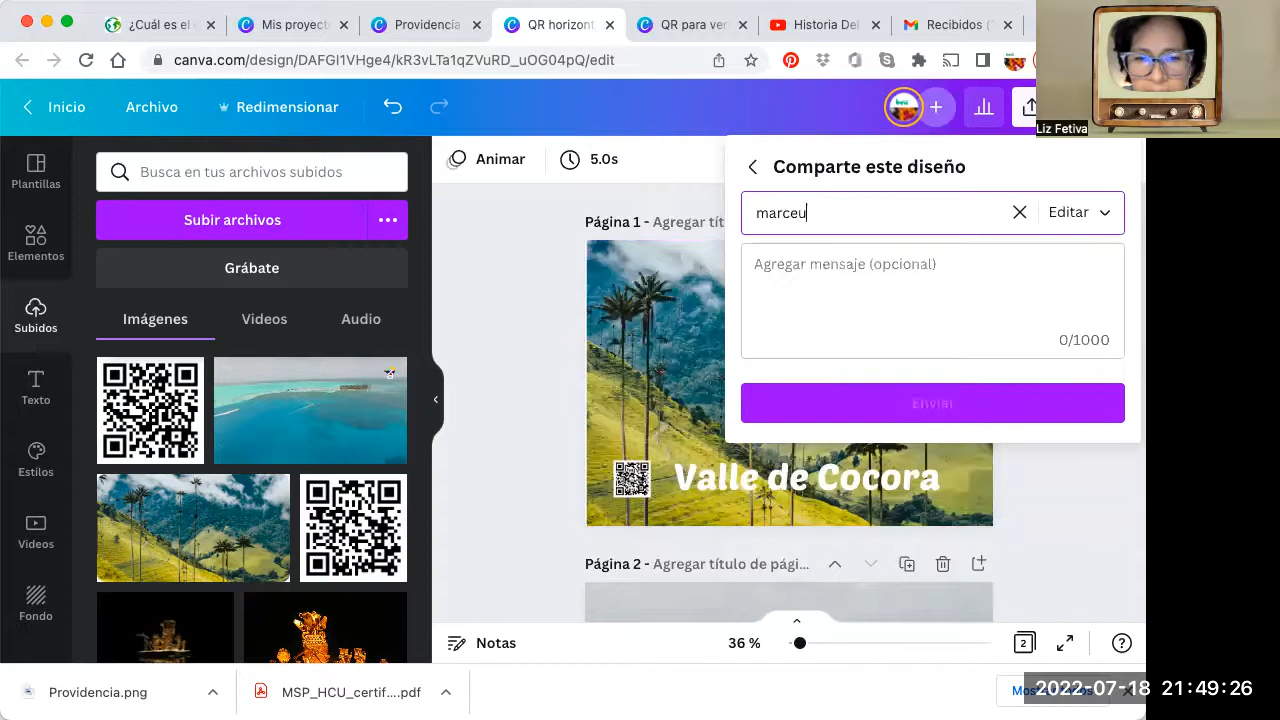 ¿Cuál es el
Mis proyect
Providencia
QR horizont
QR para ver
Historia Del
Recibidos (
canva.com/design/DAFGI1VHge4/kR3vLTa1qZVuRD_uOG04pQ/edit
Inicio
Archivo
Redimensionar
Liz Fetiva
Plantillas
Elementos
Subidos
Texto
Estilos
Videos
Fondo
Busca en tus archivos subidos
Subir archivos
Grábate
Imágenes
Videos
Audio
Animar
5.0s
Página 1 - Agregar tít
Comparte este diseño
marceu
Editar
Agregar mensaje (opcional)
0/1000
Enviar
Valle de Cocora
Página 2 - Agregar título de pági...
Notas
36 %
2
Providencia.png
MSP_HCU_certif....pdf
2022-07-18 21:49:26